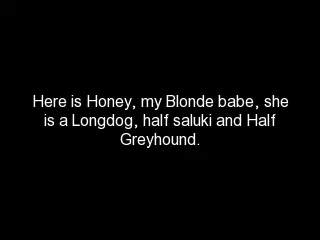 Here is Honey, my Blonde babe, she
is a Longdog, half saluki and Half
Greyhound.